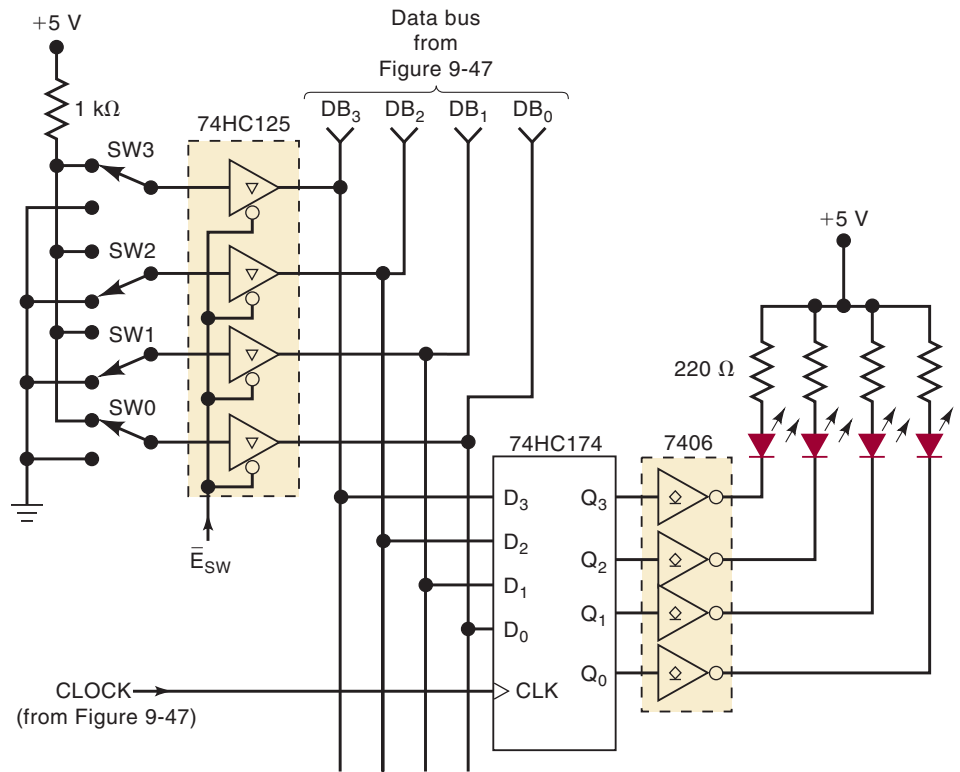 Data bus
from
Figure 9-47
+5 V
1 kΩ
74HC125
DB3 DB2 DB1 DB0
SW3
SW2
SW1
SW0
+5 V
220 Ω
74HC174
7406
D3 Q3
D2 Q2
D1 Q1
D0 Q0
ĒSW
CLOCK CLK
(from Figure 9-47)